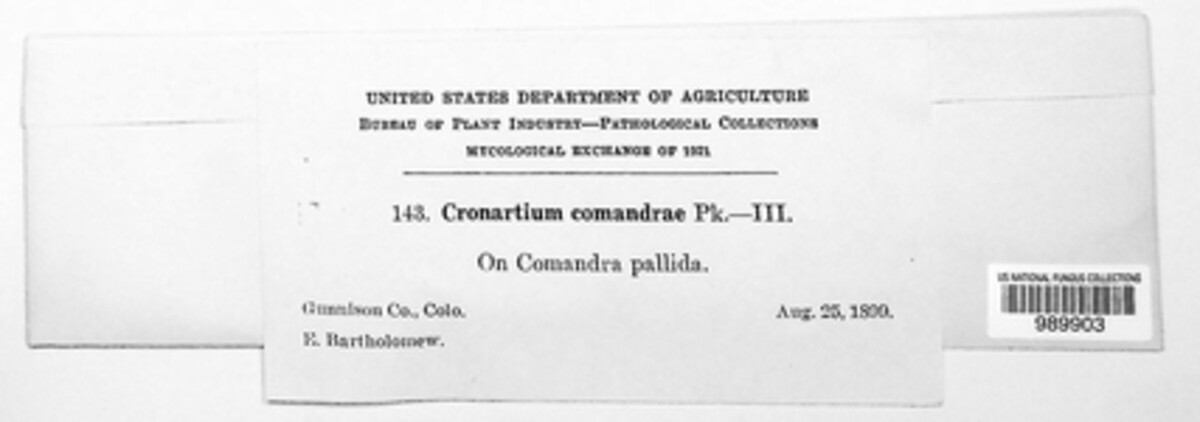 UNITED STATES DEPARTMENT OF AGRICULTURE
BUREAU OF PLANT INDUSTRY—PATHOLOGICAL COLLECTIONS
MYCOLOGICAL EXCHANGE OF 1921
143. Cronartium comandrae Pk.—III.
On Comandra pallida.
Gunnison Co., Colo. Aug. 25, 1899.
E. Bartholomew.
US NATIONAL FUNGUS COLLECTIONS
989903